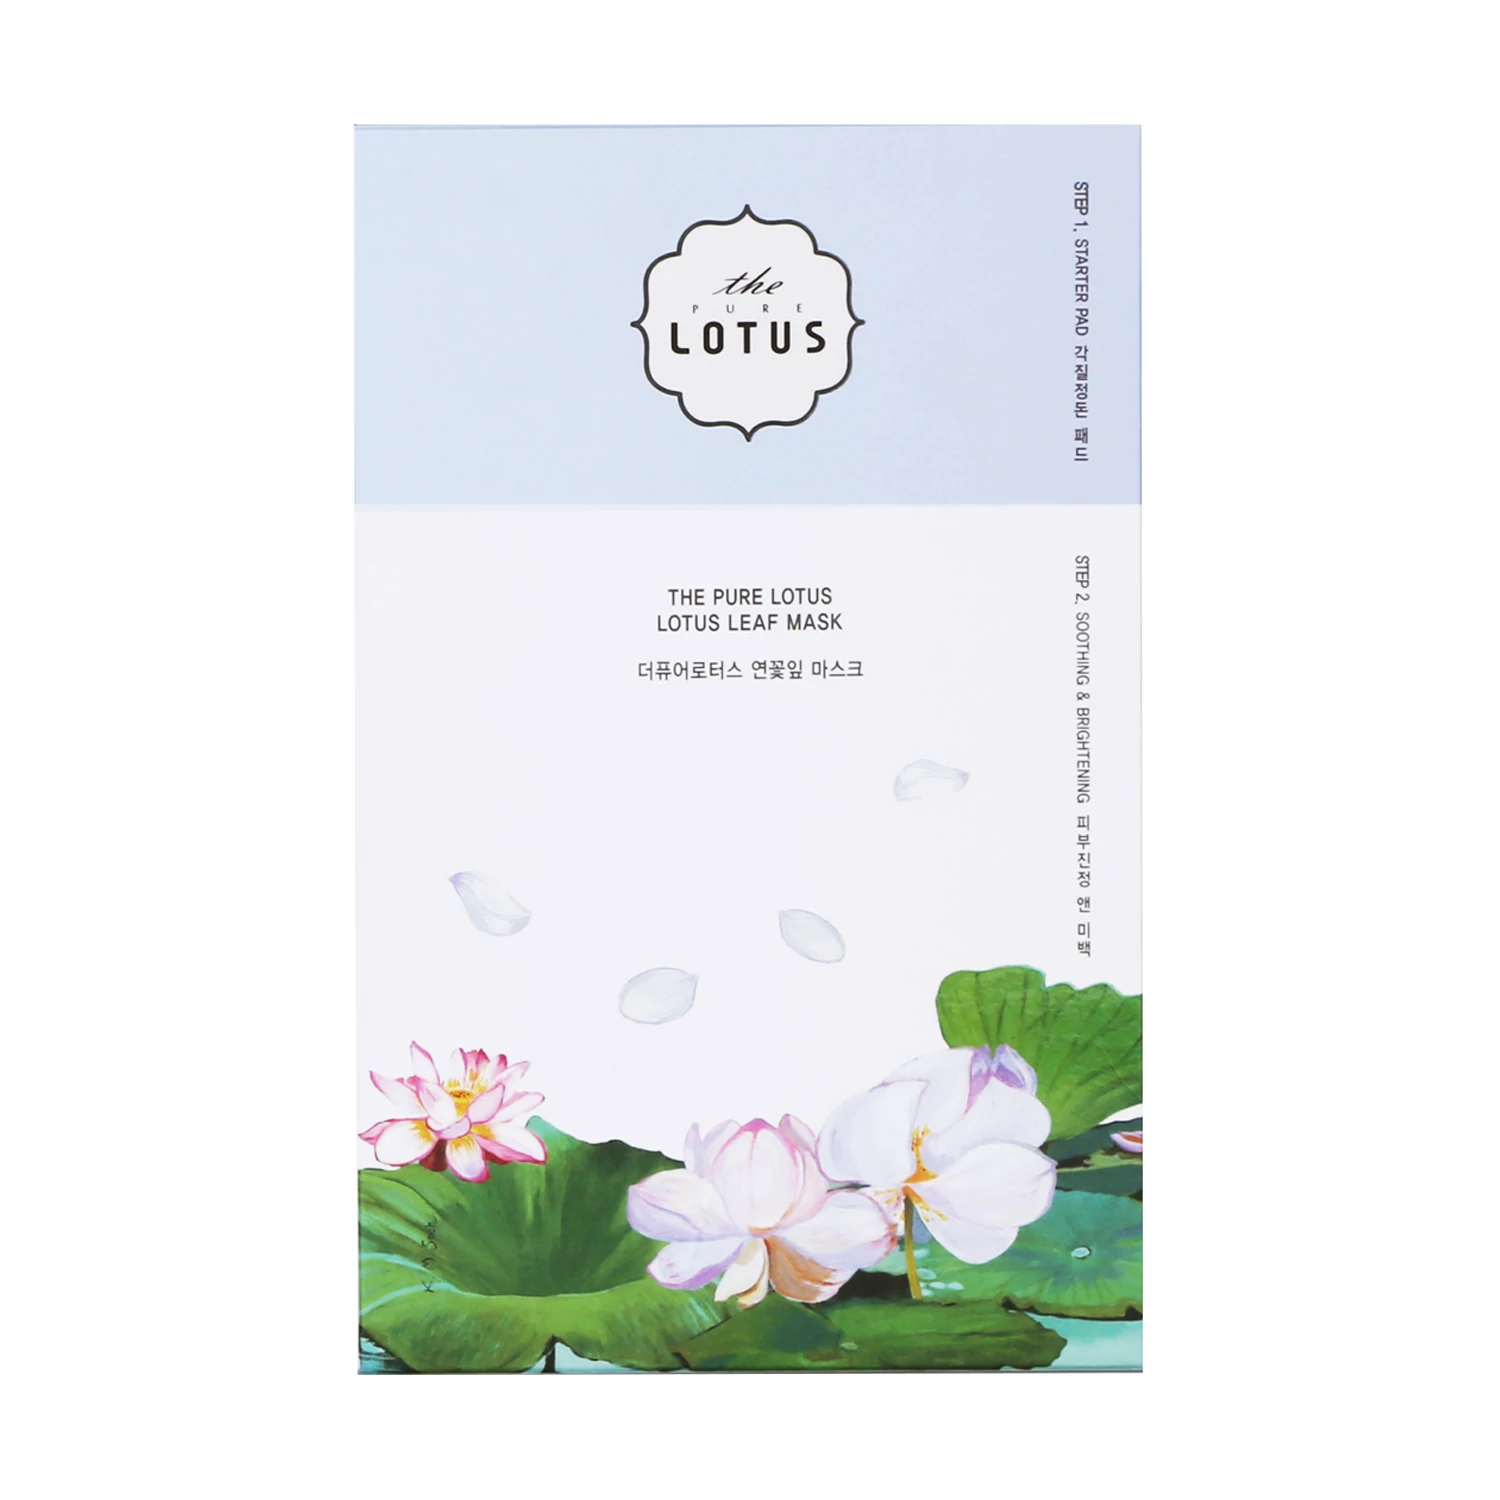 the
PURE
LOTUS
STEP 1. STARTER PAD 각질정돈 패드
THE PURE LOTUS
LOTUS LEAF MASK
더퓨어로터스 연꽃잎 마스크
STEP 2. SOOTHING & BRIGHTENING 피부진정 앤 미백